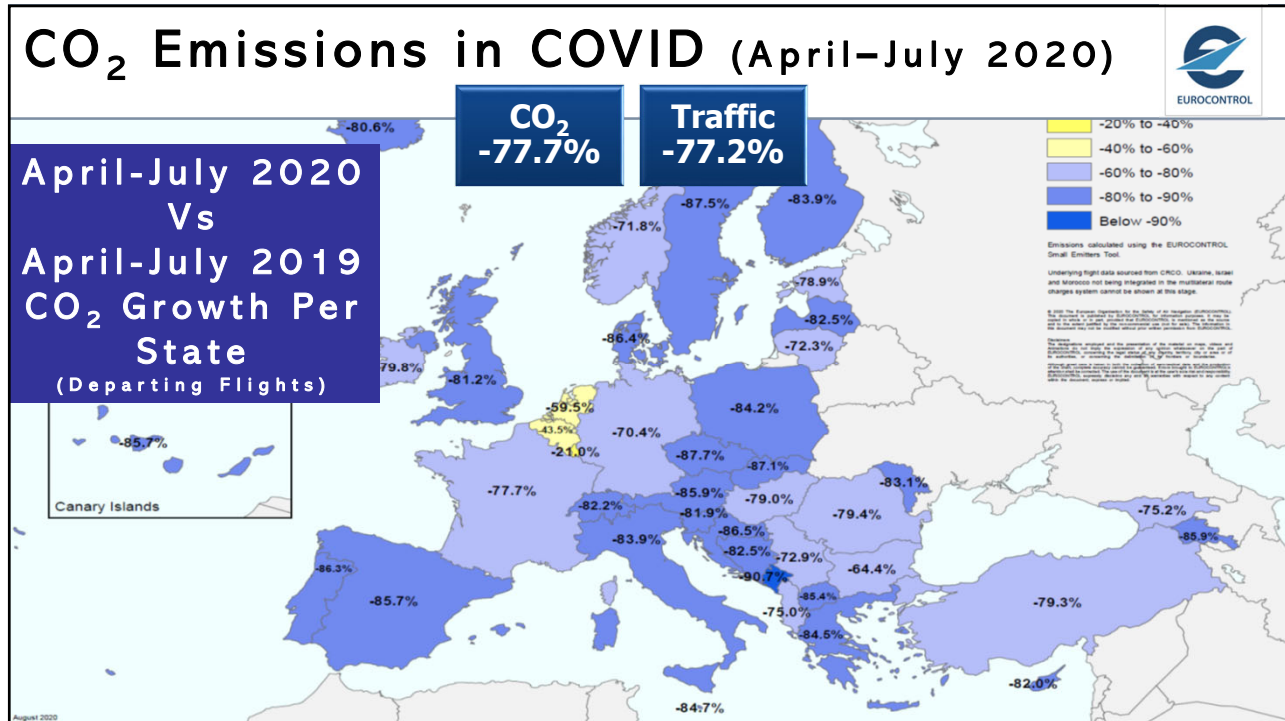 CO₂ Emissions in COVID (April–July 2020)
EUROCONTROL
CO₂
-77.7%
Traffic
-77.2%
April-July 2020
Vs
April-July 2019
CO₂ Growth Per
State
(Departing Flights)
-20% to -40%
-40% to -60%
-60% to -80%
-80% to -90%
Below -90%
Emissions calculated using the EUROCONTROL
Small Emitters Tool.
Underlying flight data sourced from CRCO. Ukraine, Israel
and Morocco not being integrated in the multilateral route
charges system cannot be shown at this stage.
-80.6%
-87.5%
-83.9%
-71.8%
-78.9%
-82.5%
-86.4%
-72.3%
-79.8%
-81.2%
-59.5%
-84.2%
-43.5%
-70.4%
-21.0%
-85.7%
Canary Islands
-87.7%
-87.1%
-77.7%
-85.9%
-79.0%
-83.1%
-82.2%
-81.9%
-79.4%
-75.2%
-83.9%
-86.5%
-85.9%
-82.5%
-72.9%
-86.3%
-90.7%
-64.4%
-85.7%
-85.4%
-79.3%
-75.0%
-84.5%
-82.0%
-84.7%
August 2020